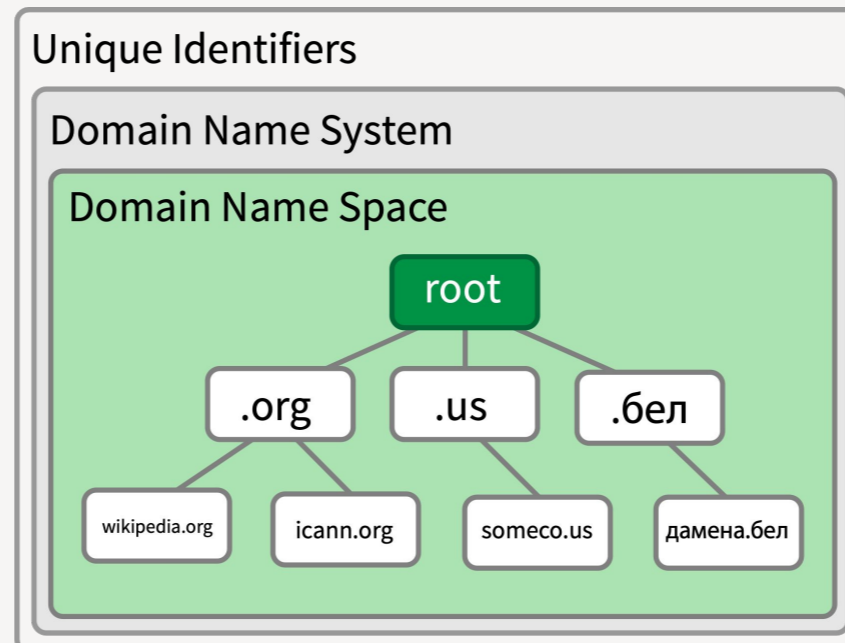 Unique Identifiers
Domain Name System
Domain Name Space
root
.org
.us
.бел
wikipedia.org
icann.org
someco.us
дамена.бел